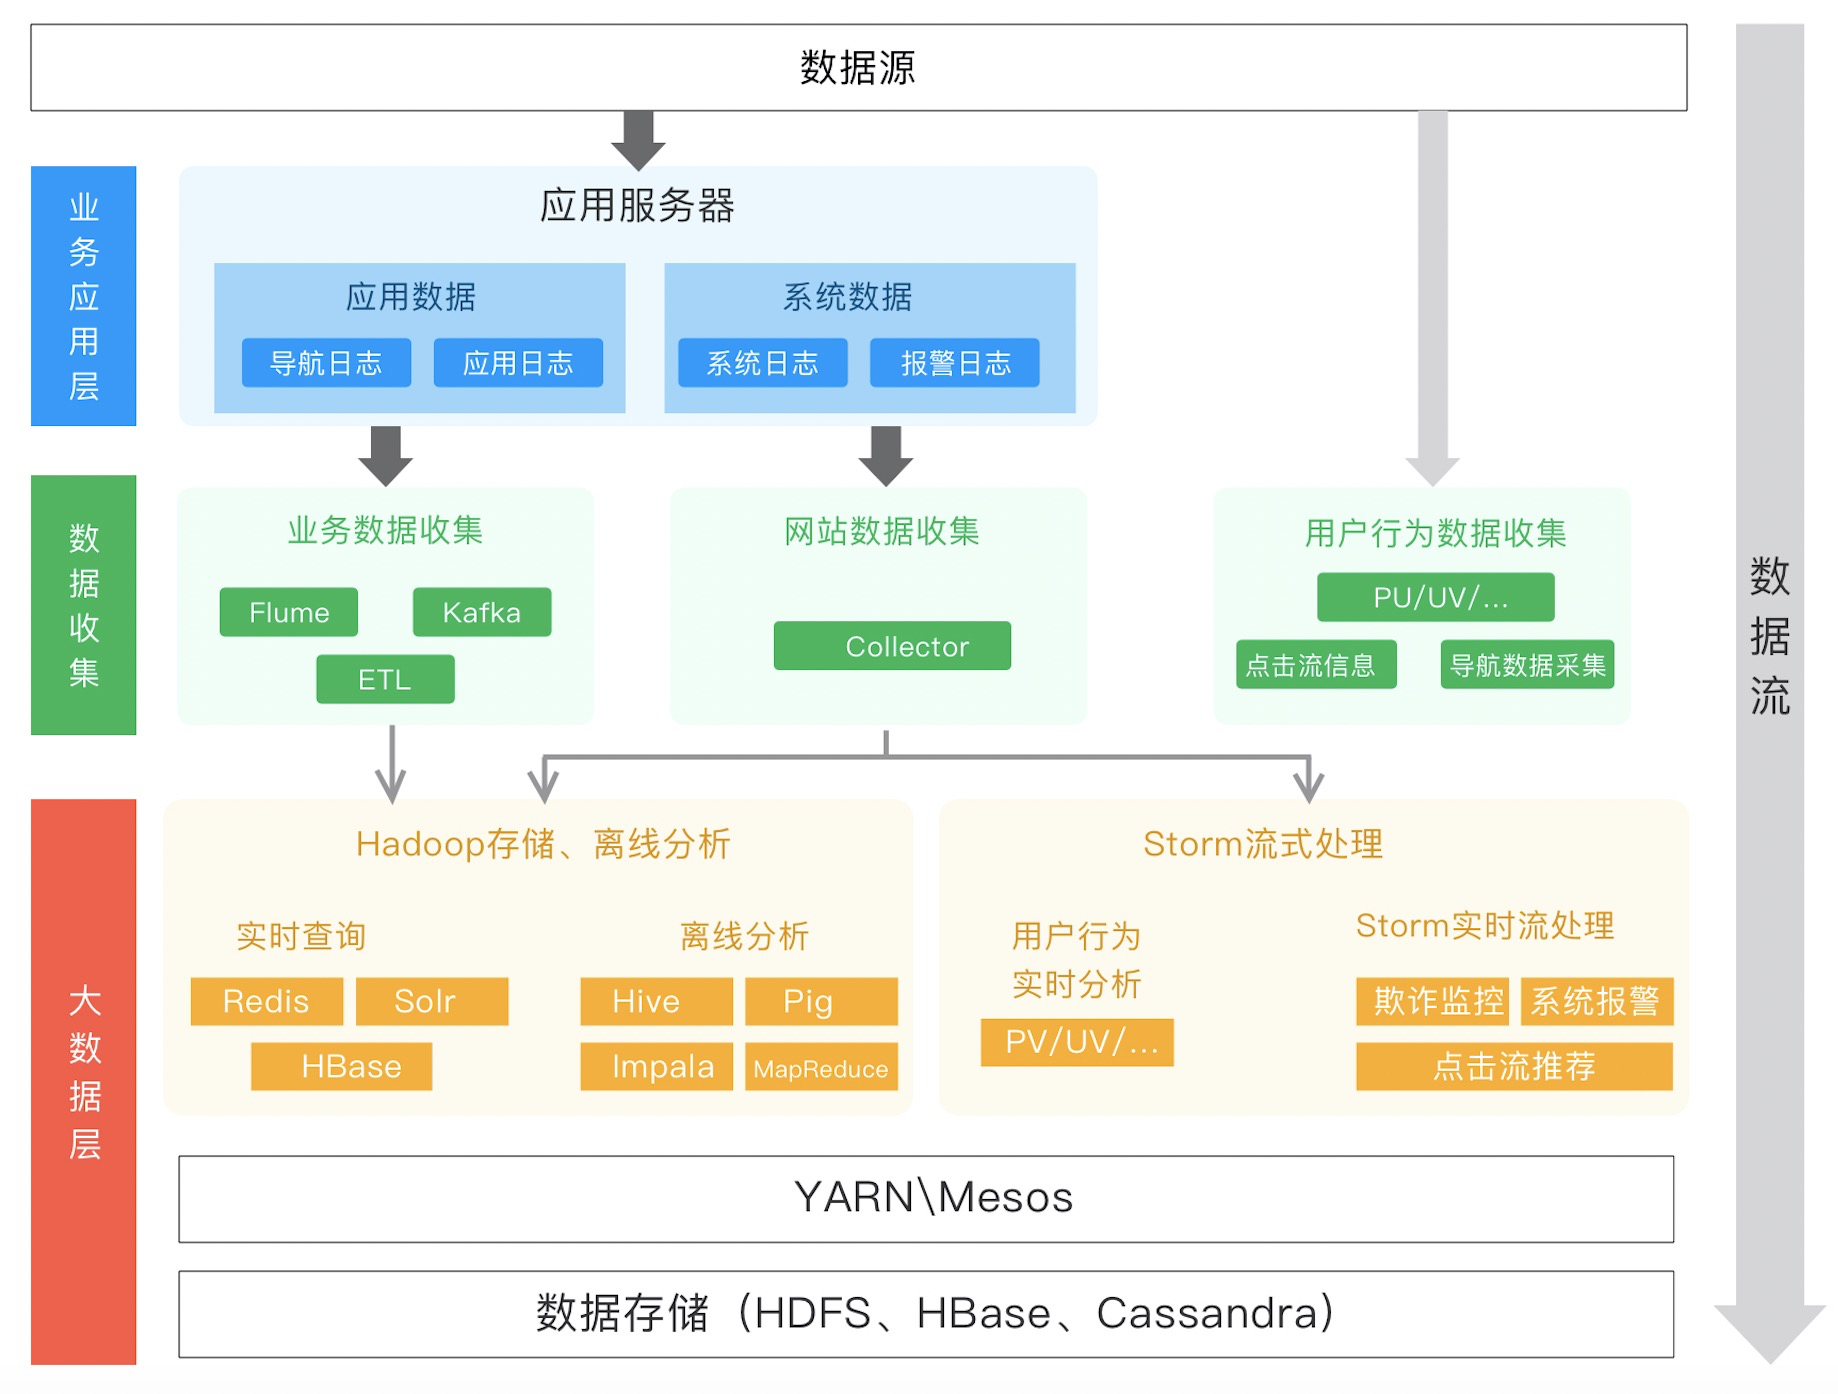 数据源
业务应用层
应用服务器
应用数据
导航日志
应用日志
系统数据
系统日志
报警日志
数据收集
业务数据收集
Flume
Kafka
ETL
网站数据收集
Collector
用户行为数据收集
PU/UV/...
点击流信息
导航数据采集
大数据层
Hadoop存储、离线分析
实时查询
Redis
Solr
HBase
离线分析
Hive
Pig
Impala
MapReduce
Storm流式处理
用户行为
实时分析
PV/UV/...
Storm实时流处理
欺诈监控
系统报警
点击流推荐
YARN\Mesos
数据存储（HDFS、HBase、Cassandra）
数据流